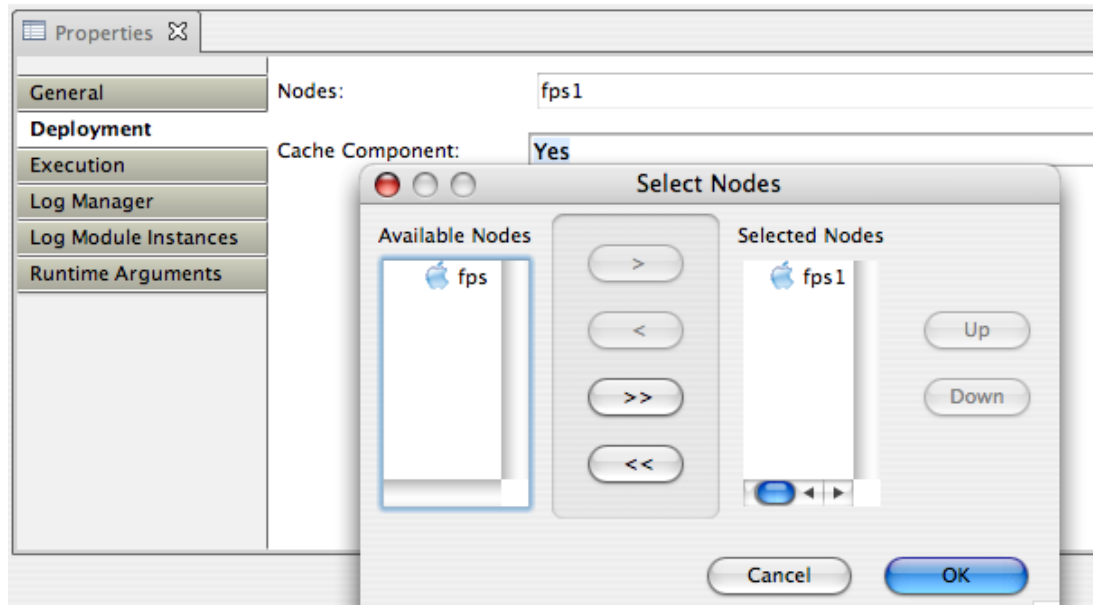 Properties
General
Deployment
Execution
Log Manager
Log Module Instances
Runtime Arguments
Nodes: fps1
Cache Component: Yes
Select Nodes
Available Nodes
fps
>
<
>>
<<
Selected Nodes
fps1
Up
Down
Cancel OK